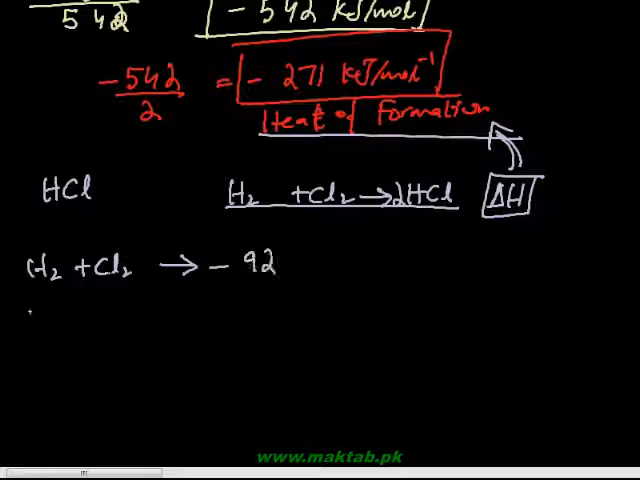 542 - 542 kJ/mol
- 542/2 = - 271 kJ/mol⁻¹
Heat of Formation
HCl H₂ + Cl₂ → 2HCl ΔH
H₂ + Cl₂ → - 92
www.maktab.pk